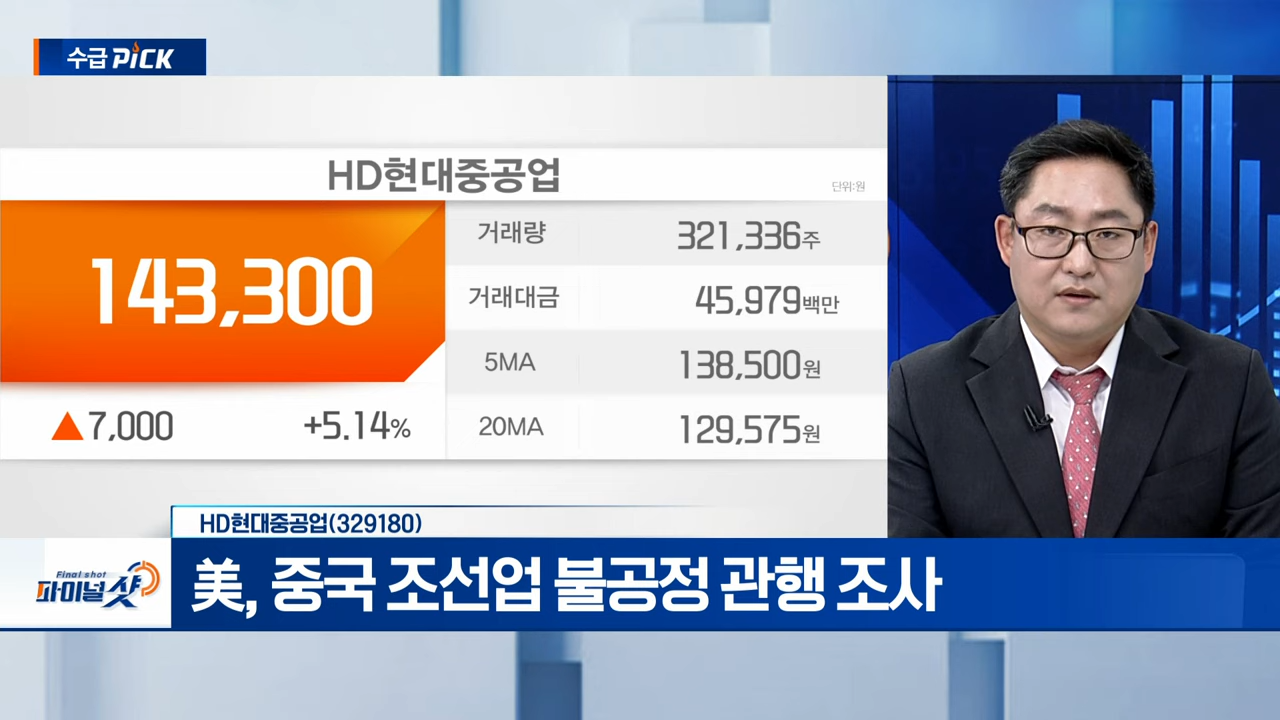 수급 PiCK
HD현대중공업
단위:원
143,300
▲7,000 +5.14%
거래량 321,336주
거래대금 45,979백만
5MA 138,500원
20MA 129,575원
HD현대중공업(329180)
Final shot
파이널샷
美, 중국 조선업 불공정 관행 조사